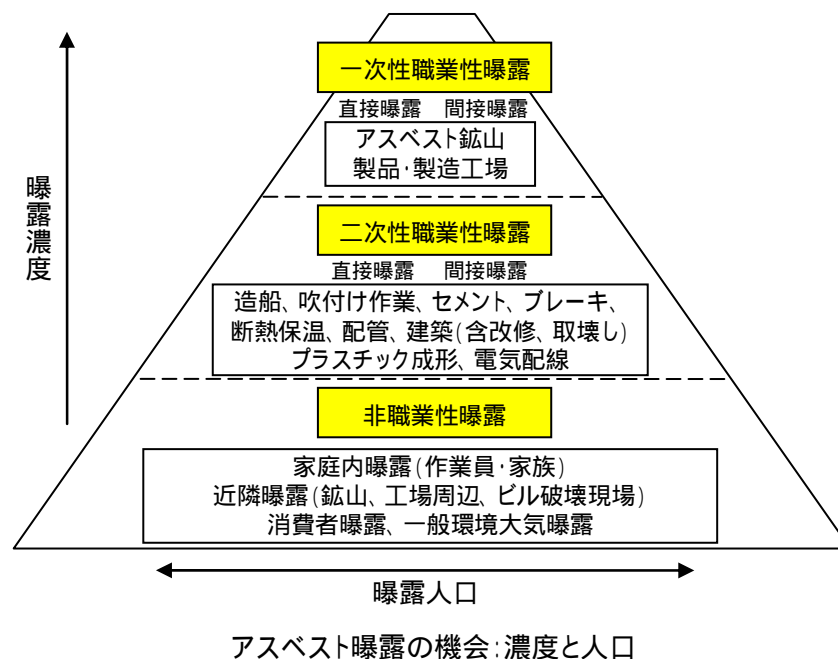 一次性職業性曝露
直接曝露 間接曝露
アスベスト鉱山
製品・製造工場
曝露濃度
二次性職業性曝露
直接曝露 間接曝露
造船、吹付け作業、セメント、ブレーキ、
断熱保温、配管、建築(含改修、取壊し)
プラスチック成形、電気配線
非職業性曝露
家庭内曝露(作業員・家族)
近隣曝露(鉱山、工場周辺、ビル破壊現場)
消費者曝露、一般環境大気曝露
曝露人口
アスベスト曝露の機会:濃度と人口